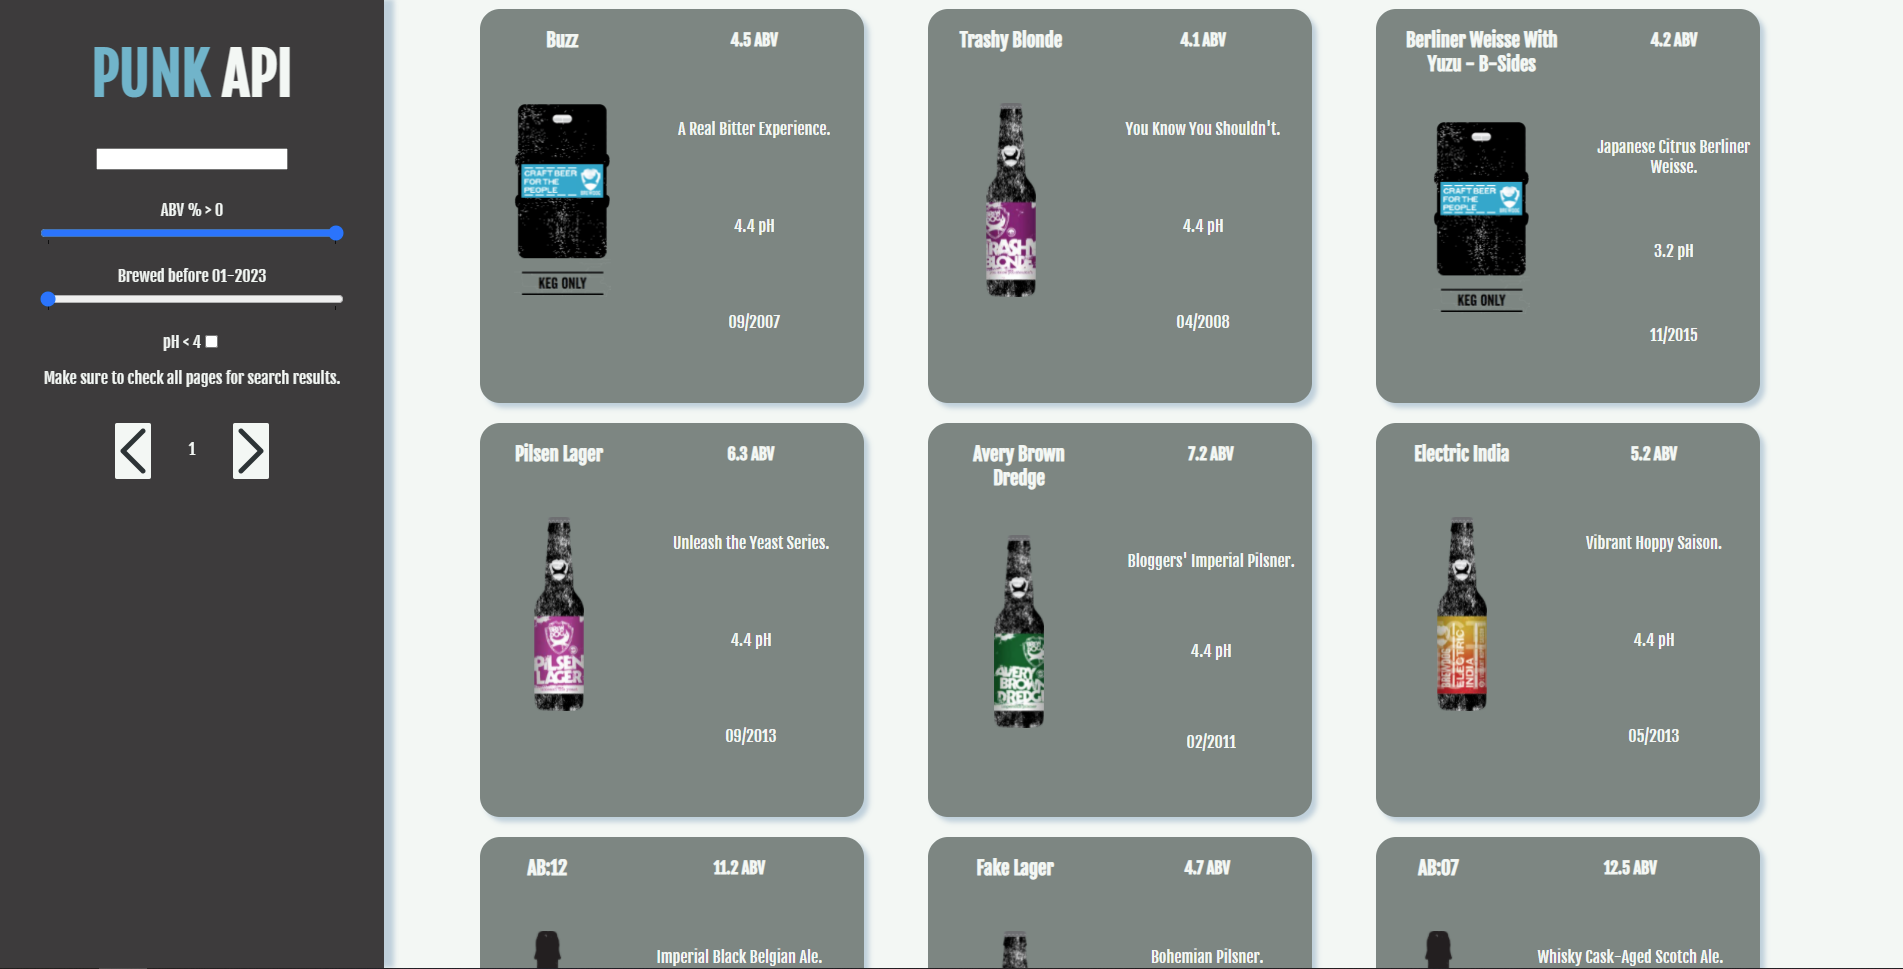 PUNK API
ABV % > 0
Brewed before 01-2023
pH < 4
Make sure to check all pages for search results.
1
Buzz
4.5 ABV
CRAFT BEER
FOR THE
PEOPLE
KEG ONLY
A Real Bitter Experience.
4.4 pH
09/2007
Trashy Blonde
4.1 ABV
TRASHY
BLONDE
You Know You Shouldn't.
4.4 pH
04/2008
Berliner Weisse With
Yuzu - B-Sides
4.2 ABV
CRAFT BEER
FOR THE
PEOPLE
KEG ONLY
Japanese Citrus Berliner
Weisse.
3.2 pH
11/2015
Pilsen Lager
6.3 ABV
PILSEN
LAGER
Unleash the Yeast Series.
4.4 pH
09/2013
Avery Brown
Dredge
7.2 ABV
AVERY
BROWN
DREDGE
Bloggers' Imperial Pilsner.
4.4 pH
02/2011
Electric India
5.2 ABV
ELECTRIC
INDIA
Vibrant Hoppy Saison.
4.4 pH
05/2013
AB:12
11.2 ABV
Imperial Black Belgian Ale.
Fake Lager
4.7 ABV
Bohemian Pilsner.
AB:07
12.5 ABV
Whisky Cask-Aged Scotch Ale.